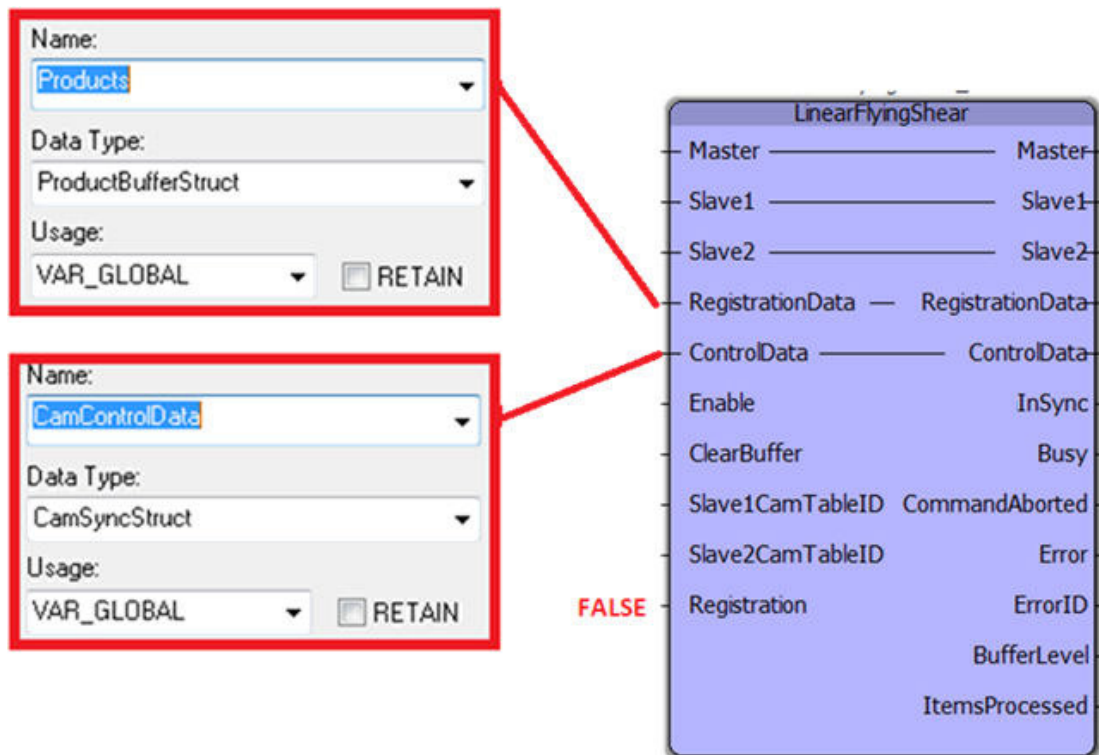 Name:
Products
Data Type:
ProductBufferStruct
Usage:
VAR_GLOBAL RETAIN
Name:
CamControlData
Data Type:
CamSyncStruct
Usage:
VAR_GLOBAL RETAIN
LinearFlyingShear
Master Master
Slave1 Slave1
Slave2 Slave2
RegistrationData RegistrationData
ControlData ControlData
Enable InSync
ClearBuffer Busy
Slave1CamTableID CommandAborted
Slave2CamTableID Error
FALSE Registration ErrorID
BufferLevel
ItemsProcessed